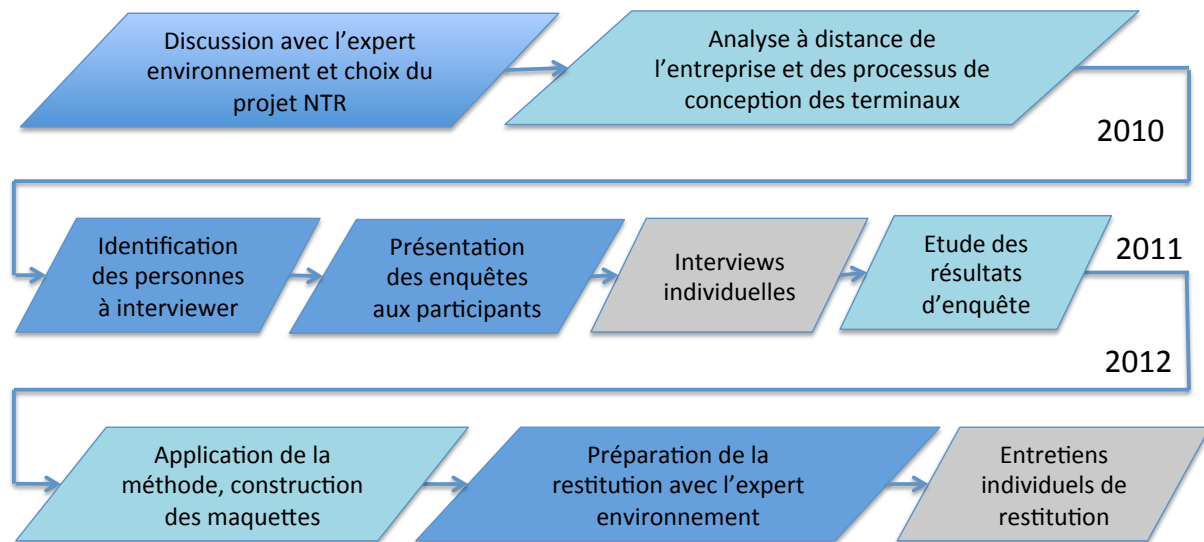 Discussion avec l’expert
environnement et choix du
projet NTR
Analyse à distance de
l’entreprise et des processus de
conception des terminaux
2010
Identification
des personnes
à interviewer
Présentation
des enquêtes
aux participants
Interviews
individuelles
Etude des
résultats
d’enquête
2011
2012
Application de la
méthode, construction
des maquettes
Préparation de la
restitution avec l’expert
environnement
Entretiens
individuels de
restitution